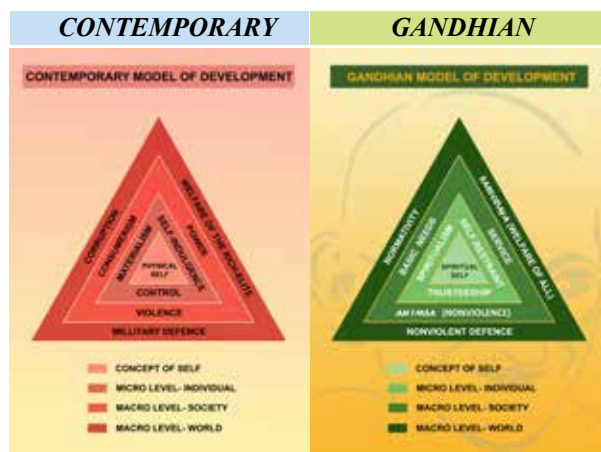 CONTEMPORARY
GANDHIAN
CONTEMPORARY MODEL OF DEVELOPMENT
CORRUPTION
CONSUMERISM
MATERIALISM
WELFARE OF THE RICH-ELITE
POWER
SELF-INDULGENCE
PHYSICAL
SELF
CONTROL
VIOLENCE
MILLITARY DEFENCE
CONCEPT OF SELF
MICRO LEVEL- INDIVIDUAL
MACRO LEVEL- SOCIETY
MACRO LEVEL- WORLD
GANDHIAN MODEL OF DEVELOPMENT
NORMATIVITY
BASIC NEEDS
SPIRITUALISM
SARVODAYA (WELFARE OF ALL)
SERVICE
SELF-RESTRAINT
SPIRITUAL
SELF
TRUSTEESHIP
AHIMSA (NONVIOLENCE)
NONVIOLENT DEFENCE
CONCEPT OF SELF
MICRO LEVEL- INDIVIDUAL
MACRO LEVEL- SOCIETY
MACRO LEVEL- WORLD